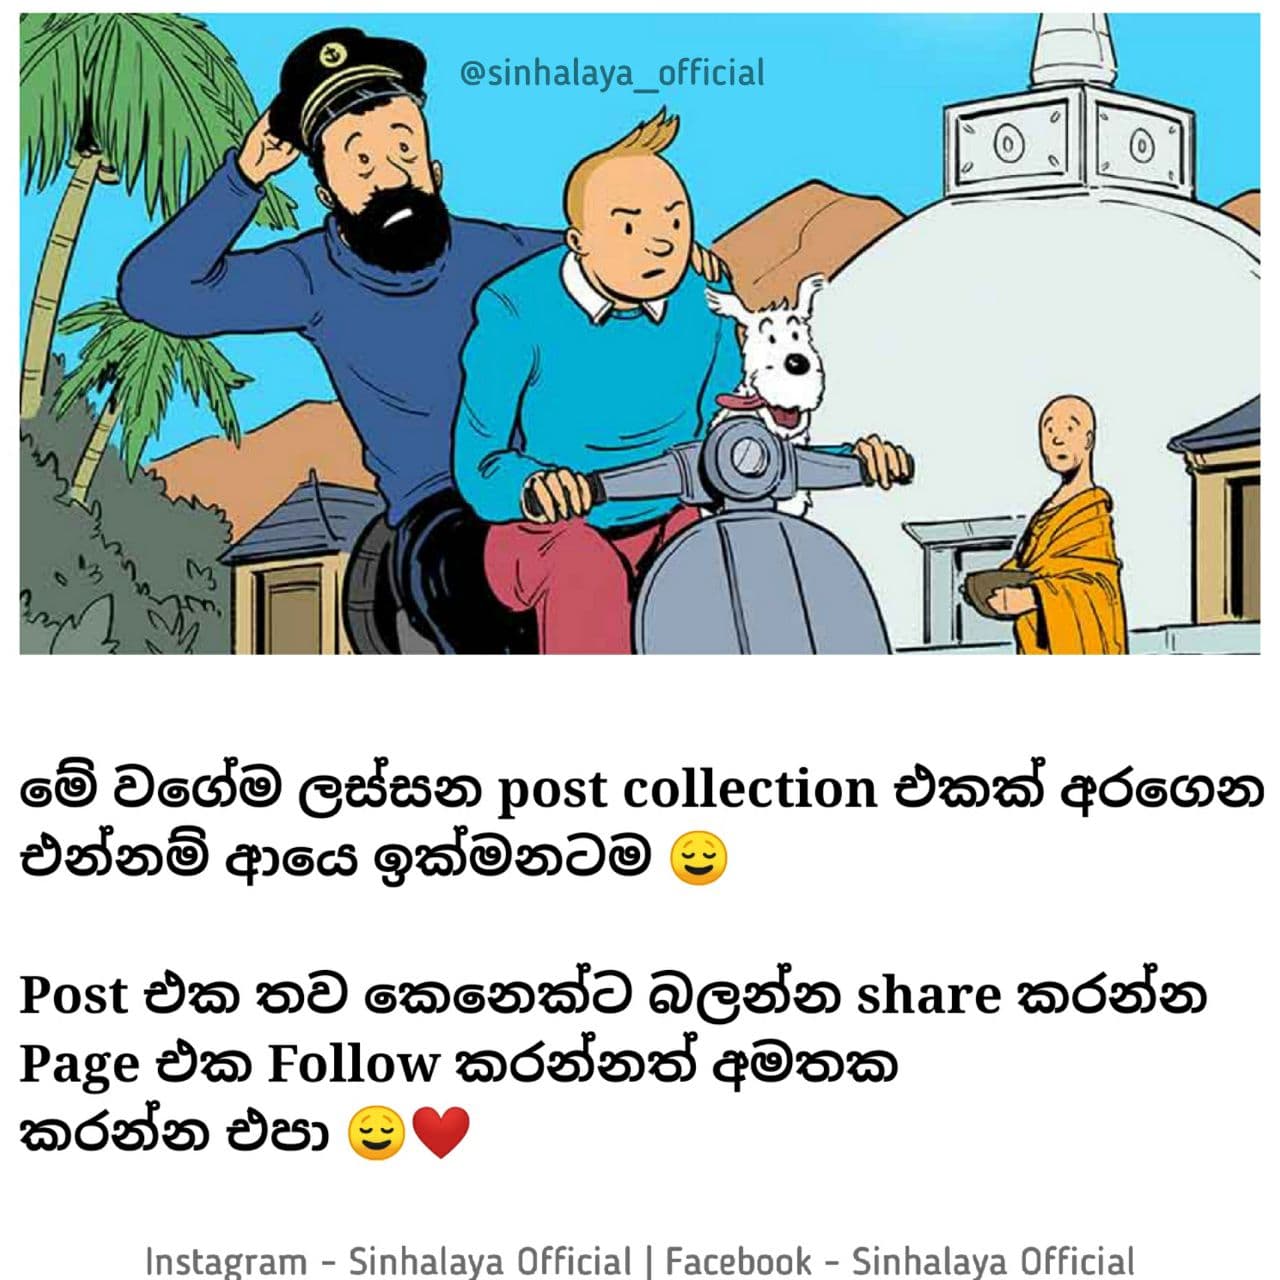 @sinhalaya_official
මේ වගේම ලස්සන post collection එකක් අරගෙන
එන්නම් ආයෙ ඉක්මනටම 😌
Post එක තව කෙනෙක්ට බලන්න share කරන්න
Page එක Follow කරන්නත් අමතක
කරන්න එපා 😌❤️
Instagram - Sinhalaya Official | Facebook - Sinhalaya Official